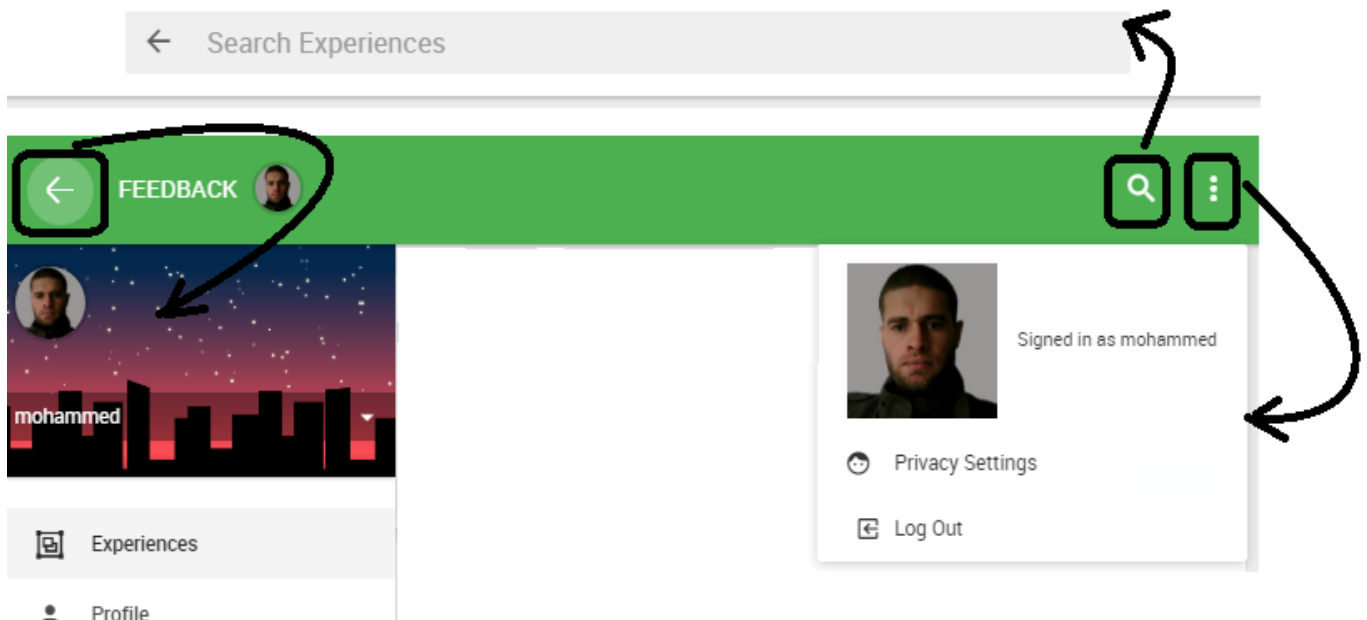 Search Experiences
FEEDBACK
Signed in as mohammed
mohammed
Privacy Settings
Experiences
Log Out
Profile